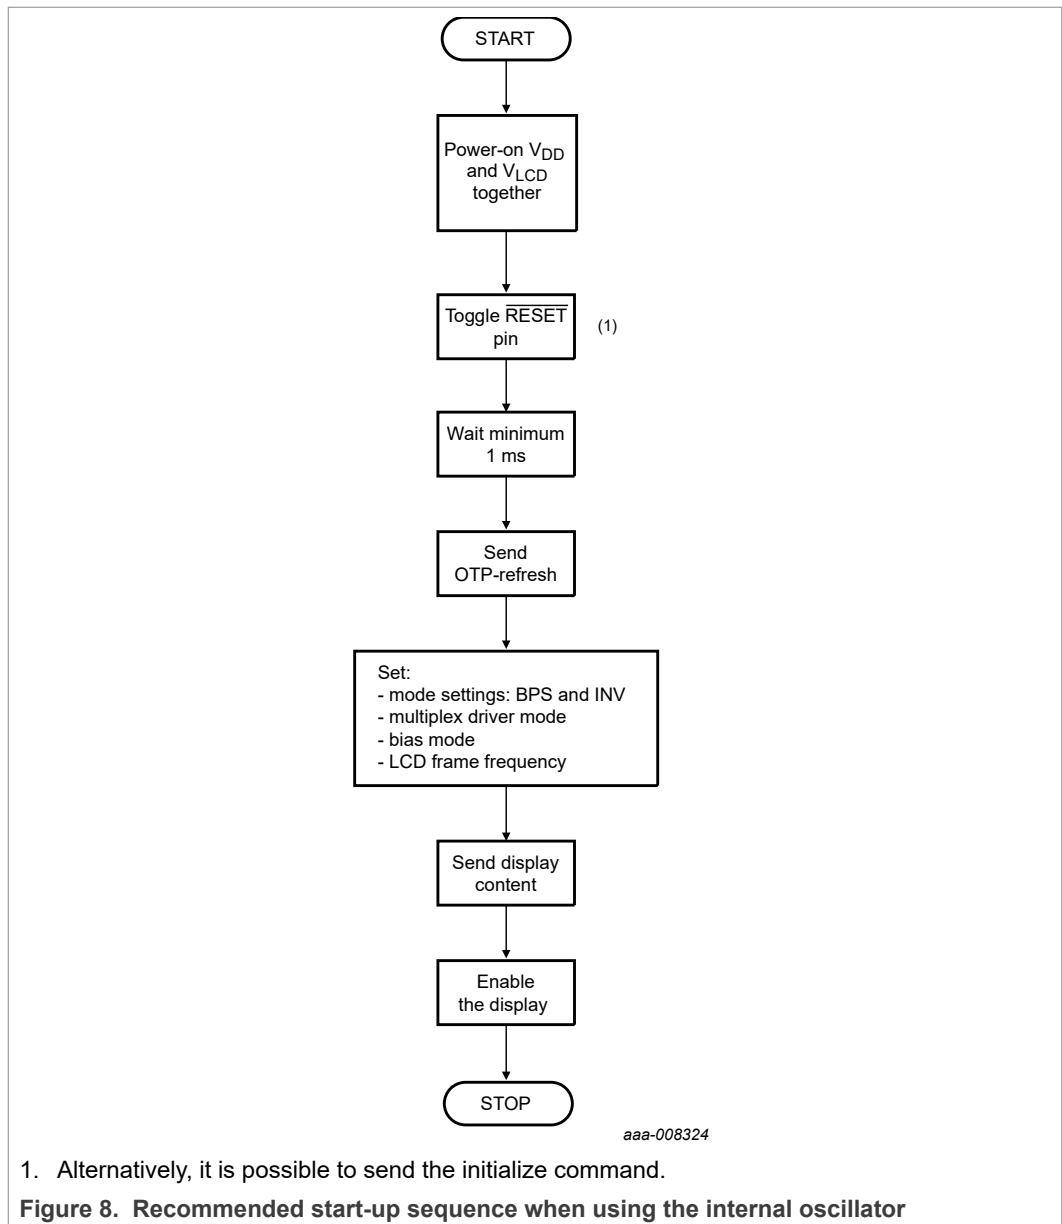 START
Power-on VDD
and VLCD
together
Toggle RESET
pin
(1)
Wait minimum
1 ms
Send
OTP-refresh
Set:
- mode settings: BPS and INV
- multiplex driver mode
- bias mode
- LCD frame frequency
Send display
content
Enable
the display
STOP
aaa-008324
1. Alternatively, it is possible to send the initialize command.
Figure 8. Recommended start-up sequence when using the internal oscillator